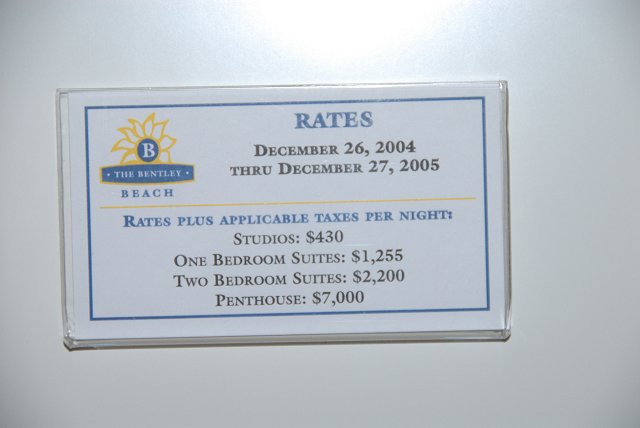 RATES
DECEMBER 26, 2004
THRU DECEMBER 27, 2005
B
• THE BENTLEY •
BEACH
RATES PLUS APPLICABLE TAXES PER NIGHT:
STUDIOS: $430
ONE BEDROOM SUITES: $1,255
TWO BEDROOM SUITES: $2,200
PENTHOUSE: $7,000